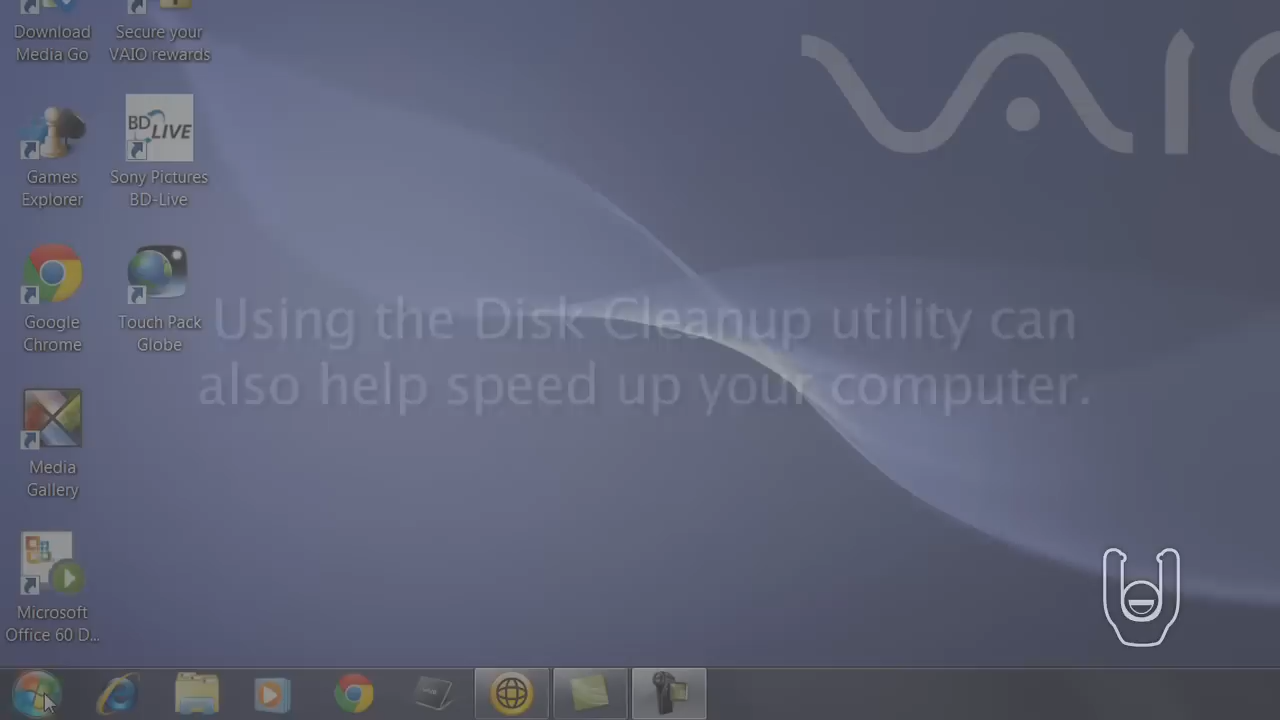 Download
Media Go
Secure your
VAIO rewards
VAIO
Games
Explorer
BD
LIVE
Sony Pictures
BD-Live
Google
Chrome
Touch Pack
Globe
Using the Disk Cleanup utility can
also help speed up your computer.
Media
Gallery
Microsoft
Office 60 D...